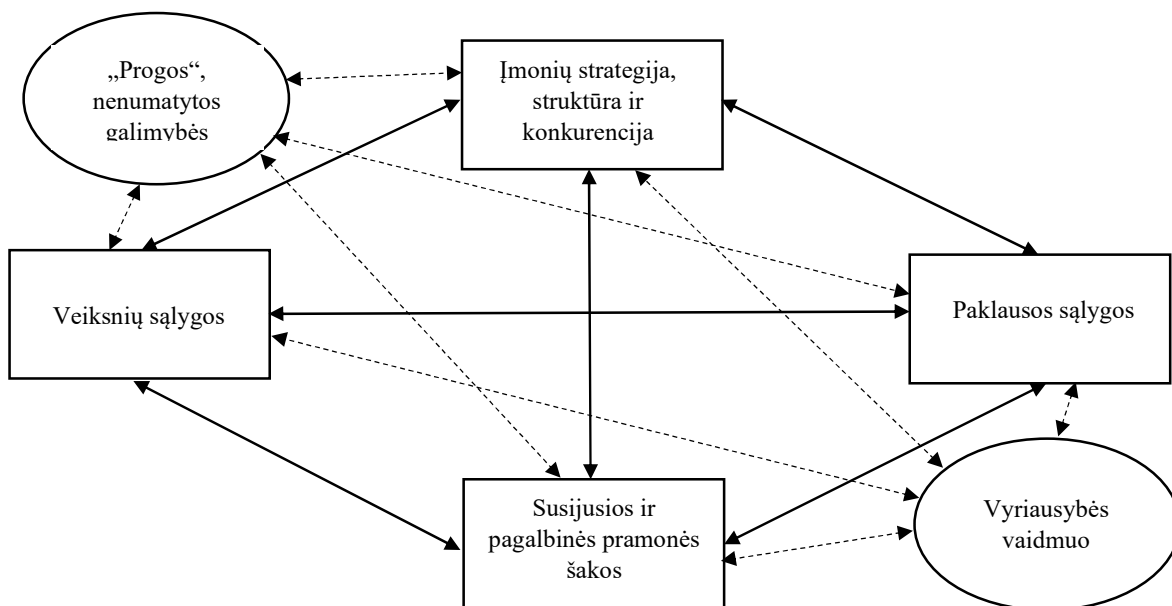 „Progos“,
nenumatytos
galimybės
Įmonių strategija,
struktūra ir
konkurencija
Veiksnių sąlygos
Paklausos sąlygos
Susijusios ir
pagalbinės pramonės
šakos
Vyriausybės
vaidmuo